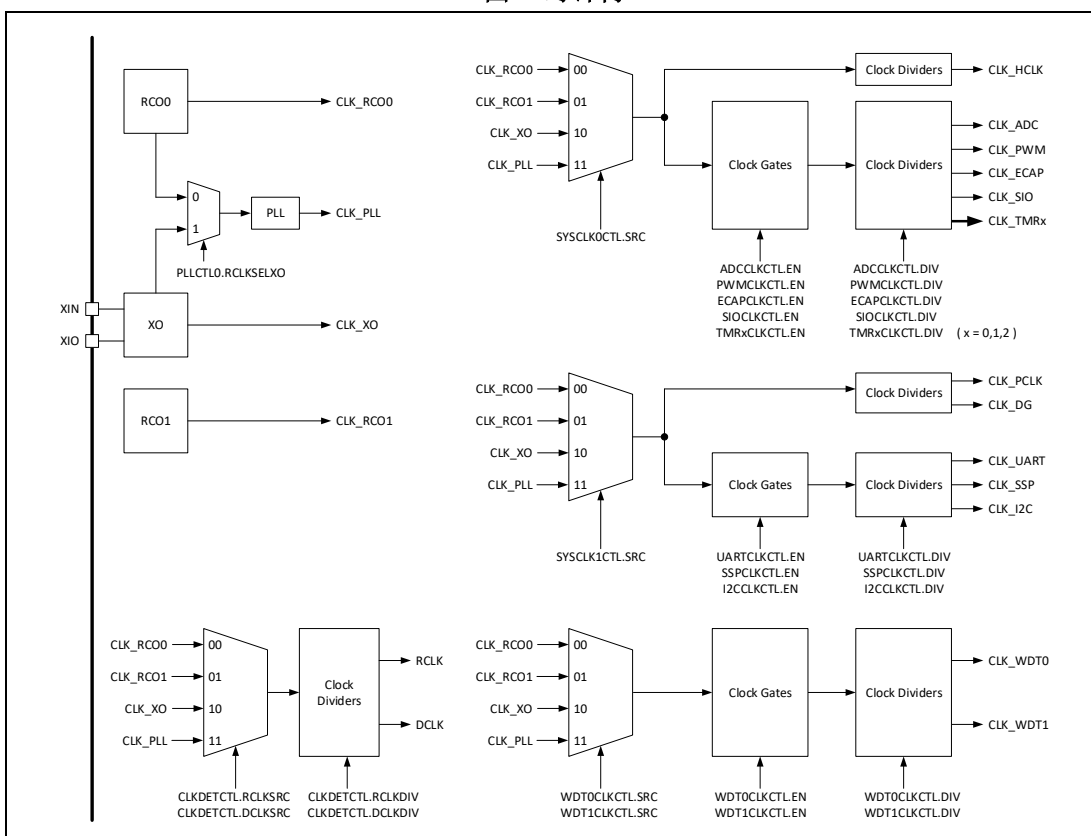 RCO0
CLK_RCO0
0
1
PLL
CLK_PLL
PLLCTL0.RCLKSELXO
XIN
XIO
XO
CLK_XO
RCO1
CLK_RCO1
CLK_RCO0
00
CLK_RCO1
01
CLK_XO
10
CLK_PLL
11
SYSCLK0CTL.SRC
Clock Dividers
CLK_HCLK
Clock Gates
Clock Dividers
CLK_ADC
CLK_PWM
CLK_ECAP
CLK_SIO
CLK_TMRx
ADCCLKCTL.EN
PWMCLKCTL.EN
ECAPCLKCTL.EN
SIOCLKCTL.EN
TMRxCLKCTL.EN
ADCCLKCTL.DIV
PWMCLKCTL.DIV
ECAPCLKCTL.DIV
SIOCLKCTL.DIV
TMRxCLKCTL.DIV ( x = 0,1,2 )
CLK_RCO0
00
CLK_RCO1
01
CLK_XO
10
CLK_PLL
11
SYSCLK1CTL.SRC
Clock Dividers
CLK_PCLK
CLK_DG
Clock Gates
Clock Dividers
CLK_UART
CLK_SSP
CLK_I2C
UARTCLKCTL.EN
SSPCLKCTL.EN
I2CCLKCTL.EN
UARTCLKCTL.DIV
SSPCLKCTL.DIV
I2CCLKCTL.DIV
CLK_RCO0
00
CLK_RCO1
01
CLK_XO
10
CLK_PLL
11
Clock
Dividers
RCLK
DCLK
CLKDETCTL.RCLKSRC
CLKDETCTL.DCLKSRC
CLKDETCTL.RCLKDIV
CLKDETCTL.DCLKDIV
CLK_RCO0
00
CLK_RCO1
01
CLK_XO
10
CLK_PLL
11
Clock Gates
Clock Dividers
CLK_WDT0
CLK_WDT1
WDT0CLKCTL.SRC
WDT1CLKCTL.SRC
WDT0CLKCTL.EN
WDT1CLKCTL.EN
WDT0CLKCTL.DIV
WDT1CLKCTL.DIV